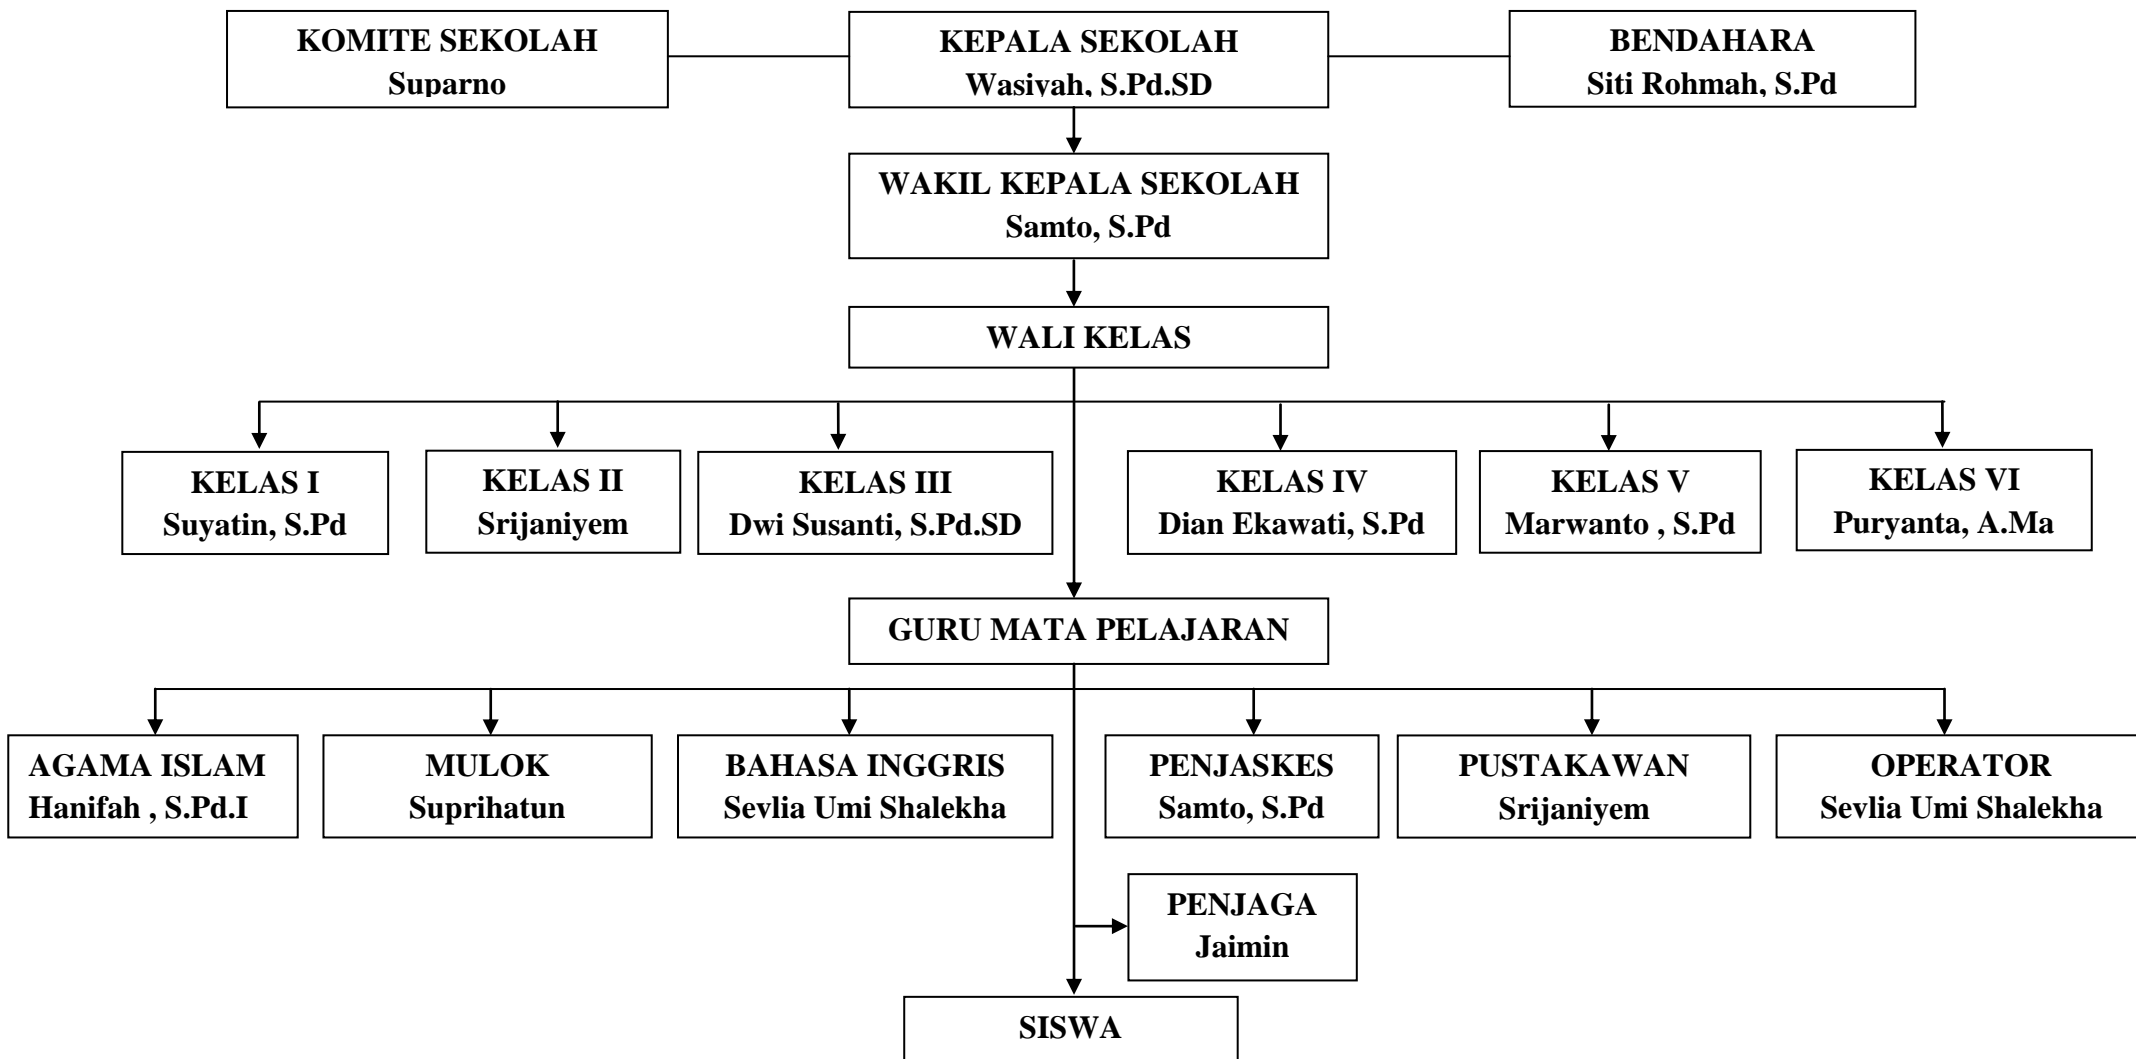 KOMITE SEKOLAH
Suparno
KEPALA SEKOLAH
Wasiyah, S.Pd.SD
BENDAHARA
Siti Rohmah, S.Pd
WAKIL KEPALA SEKOLAH
Samto, S.Pd
WALI KELAS
KELAS I
Suyatin, S.Pd
KELAS II
Srijaniyem
KELAS III
Dwi Susanti, S.Pd.SD
KELAS IV
Dian Ekawati, S.Pd
KELAS V
Marwanto , S.Pd
KELAS VI
Puryanta, A.Ma
GURU MATA PELAJARAN
AGAMA ISLAM
Hanifah , S.Pd.I
MULOK
Suprihatun
BAHASA INGGRIS
Sevlia Umi Shalekha
PENJASKES
Samto, S.Pd
PUSTAKAWAN
Srijaniyem
OPERATOR
Sevlia Umi Shalekha
PENJAGA
Jaimin
SISWA